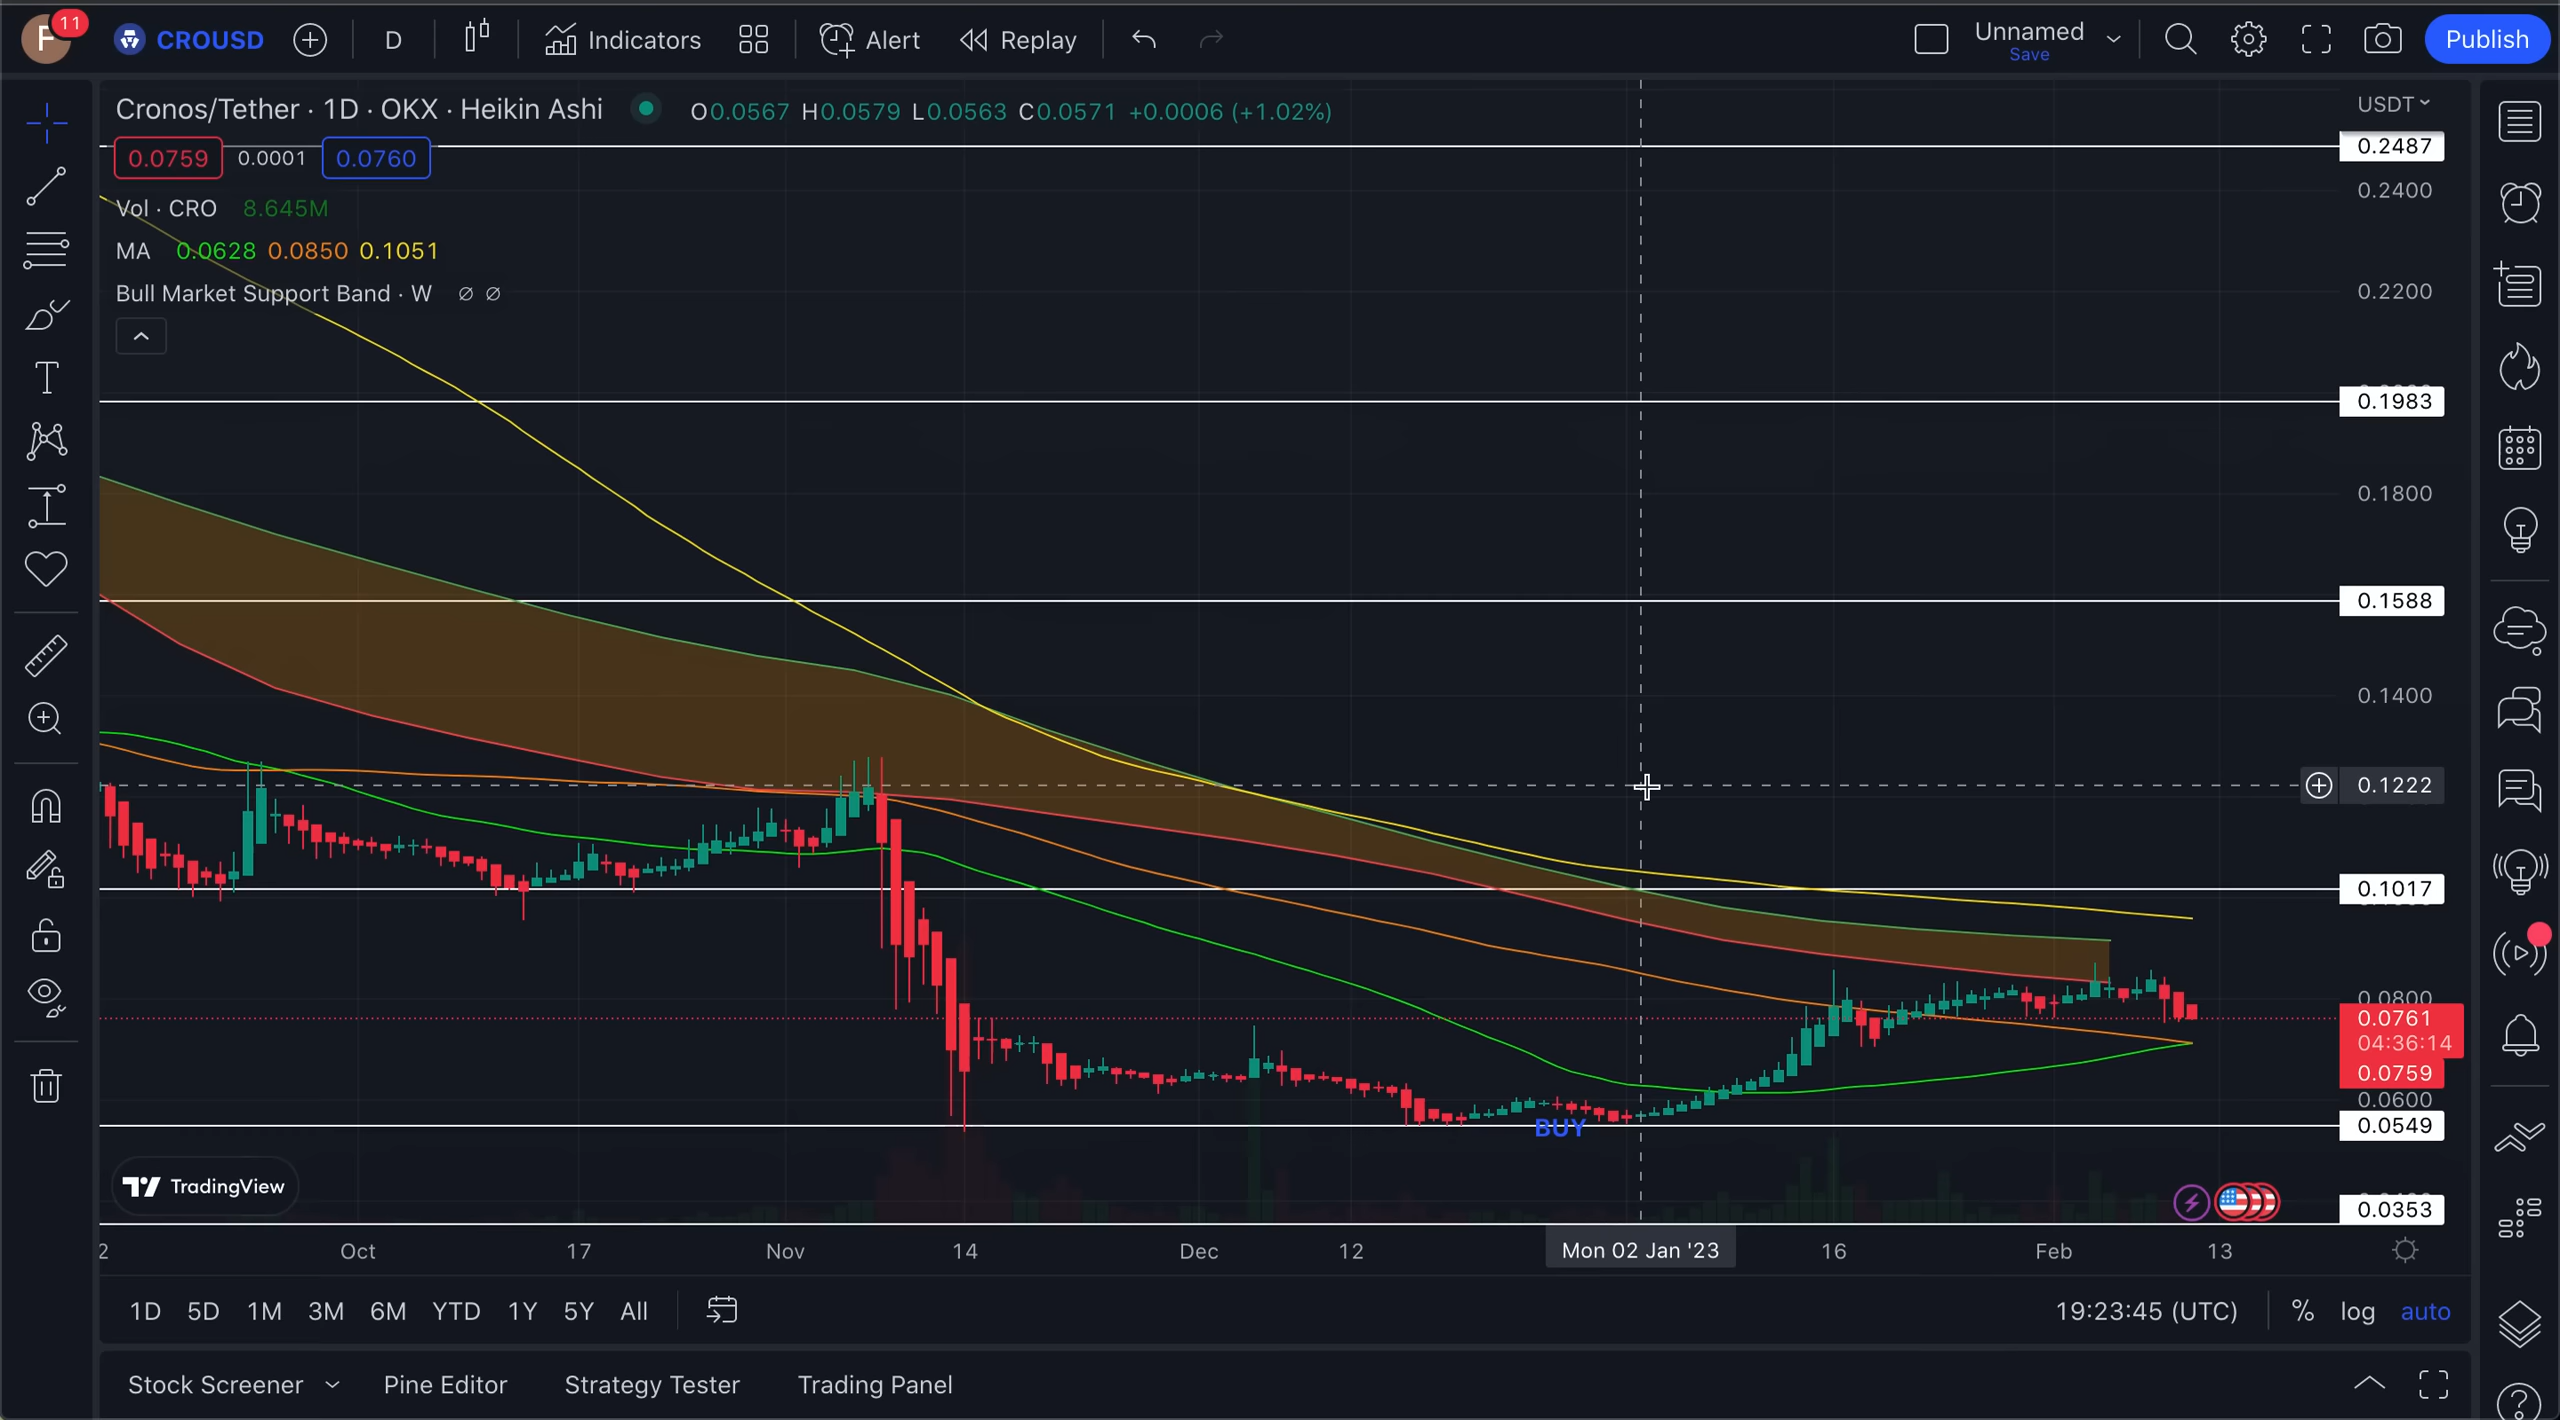 F 11 CROUSD D Indicators Alert Replay Unnamed Save Publish
Cronos/Tether · 1D · OKX · Heikin Ashi O0.0567 H0.0579 L0.0563 C0.0571 +0.0006 (+1.02%)
USDT
0.0759 0.0001 0.0760
Vol · CRO 8.645M
MA 0.0628 0.0850 0.1051
Bull Market Support Band · W ∅ ∅
0.2487
0.2400
0.2200
0.1983
0.1800
0.1588
0.1400
0.1222
0.1017
0.0800
0.0761
04:36:14
0.0759
0.0600
0.0549
BUY
TradingView
0.0353
2 Oct 17 Nov 14 Dec 12 Mon 02 Jan '23 16 Feb 13
1D 5D 1M 3M 6M YTD 1Y 5Y All 19:23:45 (UTC) % log auto
Stock Screener Pine Editor Strategy Tester Trading Panel